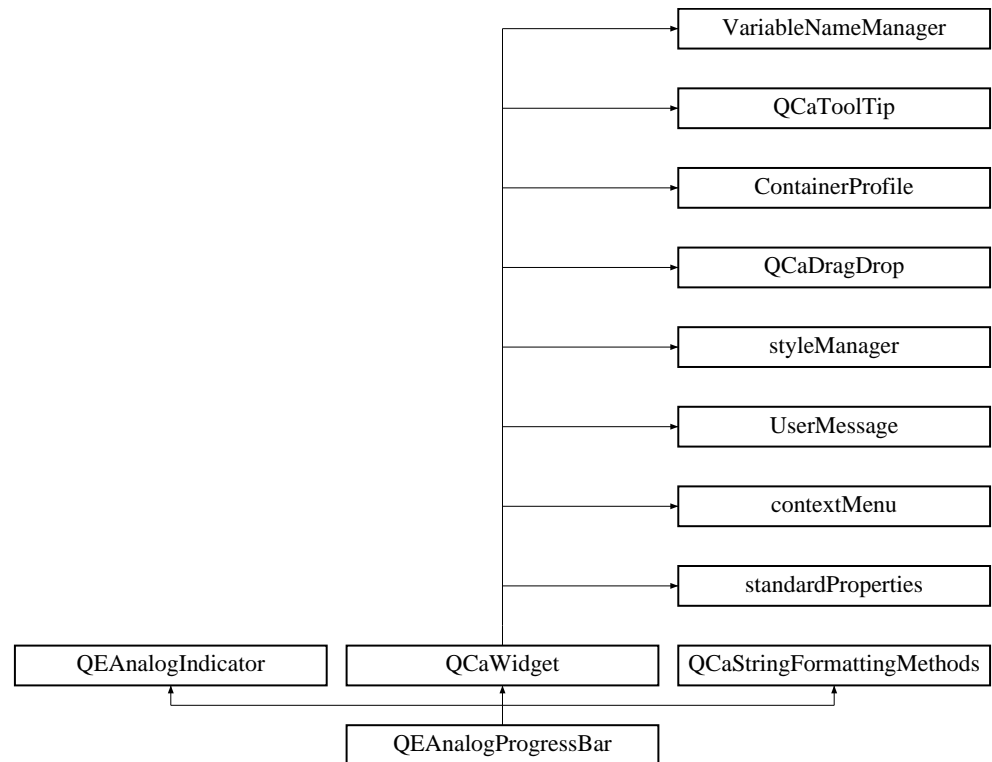 VariableNameManager
QCaToolTip
ContainerProfile
QCaDragDrop
styleManager
UserMessage
contextMenu
standardProperties
QEAnalogIndicator
QCaWidget
QCaStringFormattingMethods
QEAnalogProgressBar